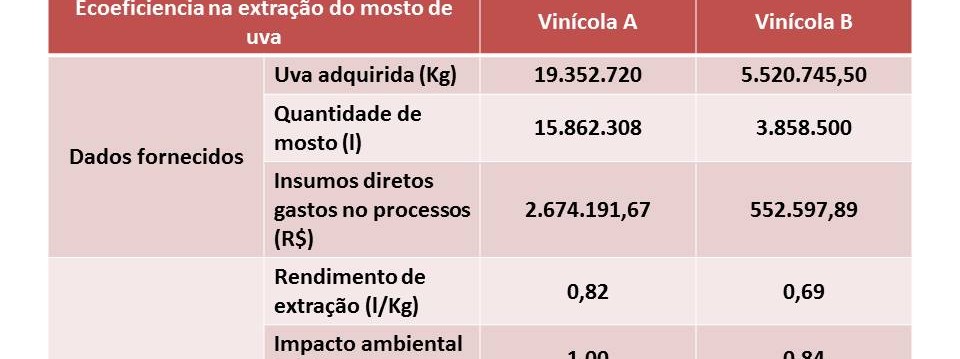 Ecoeficiencia na extração do mosto de
uva
Vinícola A
Vinícola B
Dados fornecidos
Uva adquirida (Kg)
19.352.720
5.520.745,50
Quantidade de
mosto (l)
15.862.308
3.858.500
Insumos diretos
gastos no processos
(R$)
2.674.191,67
552.597,89
Rendimento de
extração (l/Kg)
0,82
0,69
Impacto ambiental
1,00
0,84